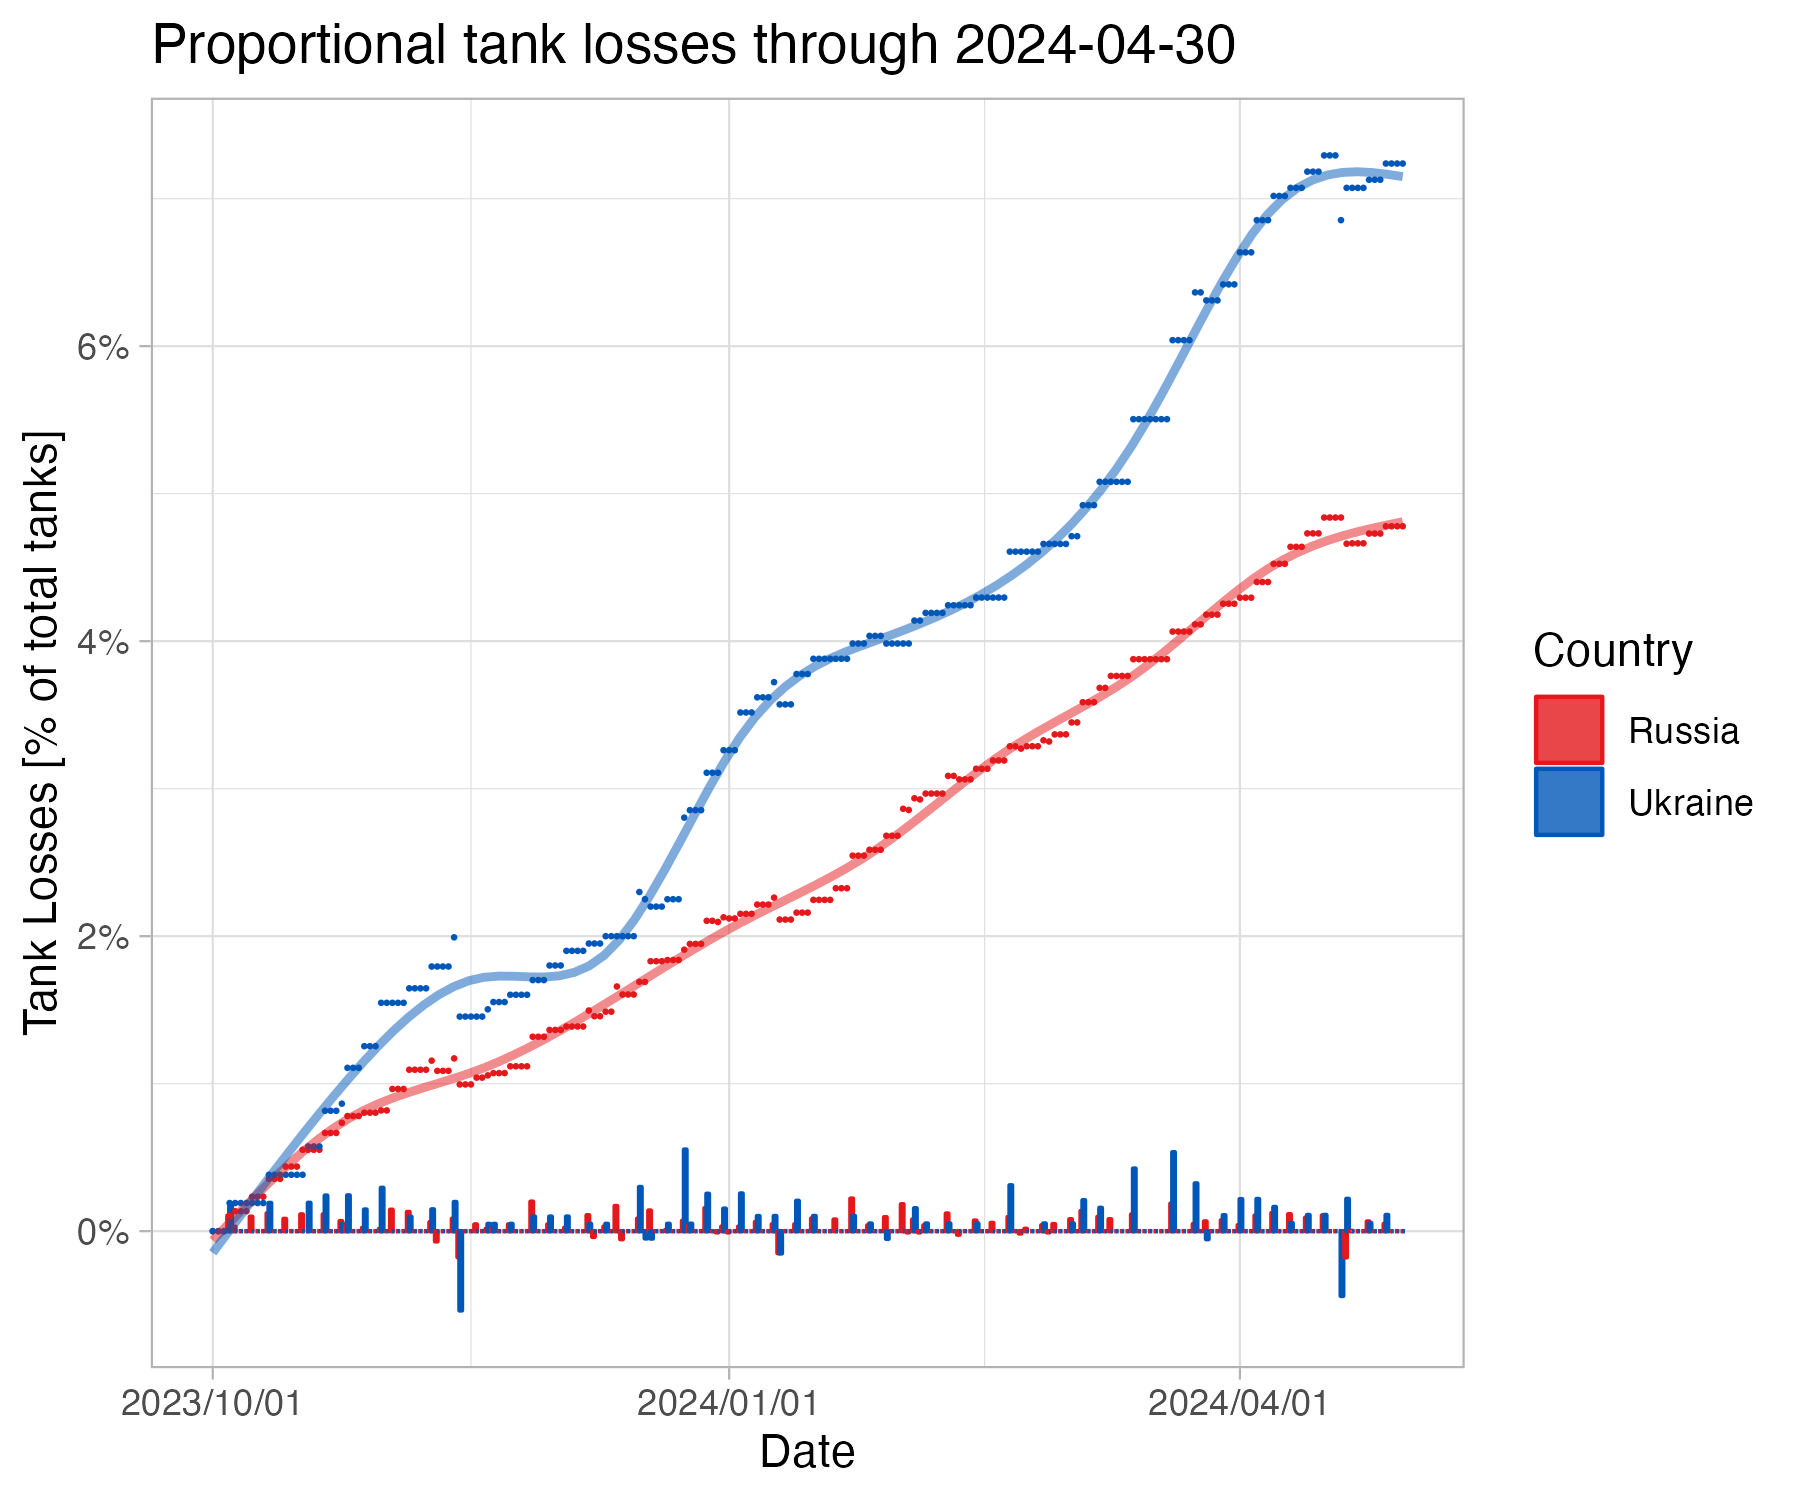 Proportional tank losses through 2024-04-30
Tank Losses [% of total tanks]
6%
4%
2%
0%
2023/10/01
2024/01/01
2024/04/01
Date
Country
Russia
Ukraine